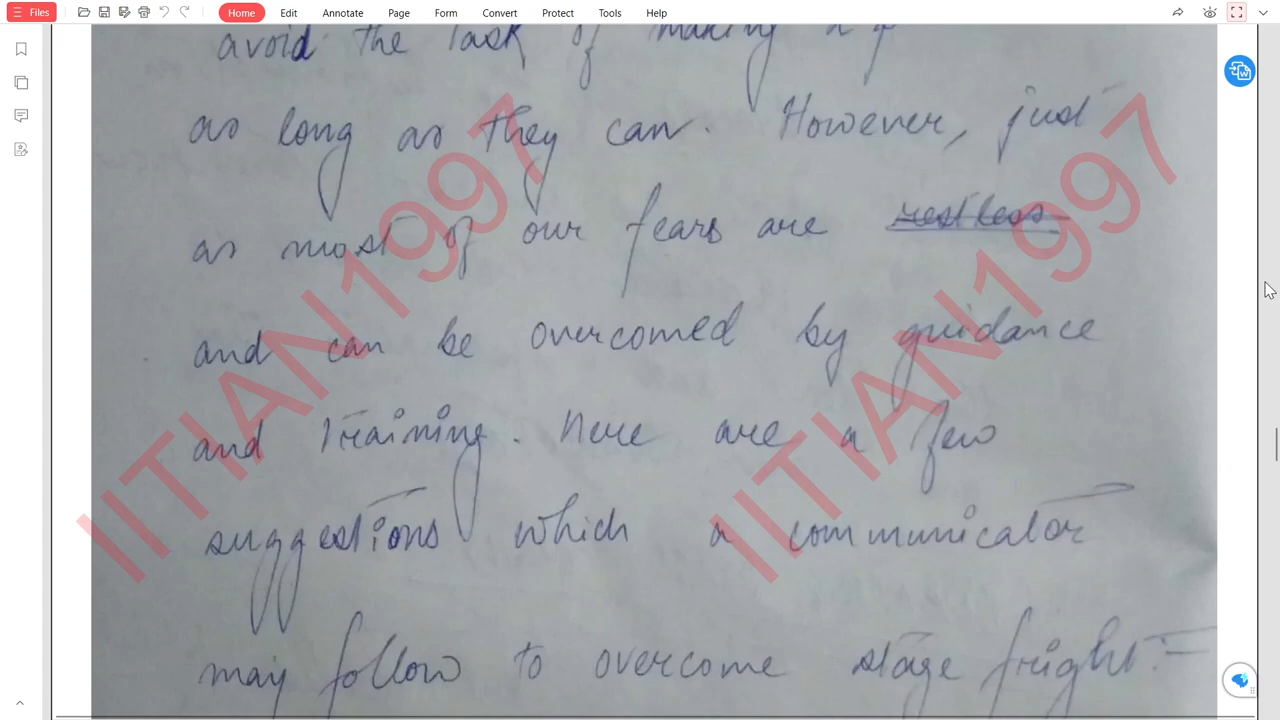 Files
Home Edit Annotate Page Form Convert Protect Tools Help
avoid the task of making a
as long as they can. However, just
as most of our fears are restless
and can be overcomed by guidance
and training. Here are a few
suggestions which a communicator
may follow to overcome stage fright:-
IITIAN1997
IITIAN1997